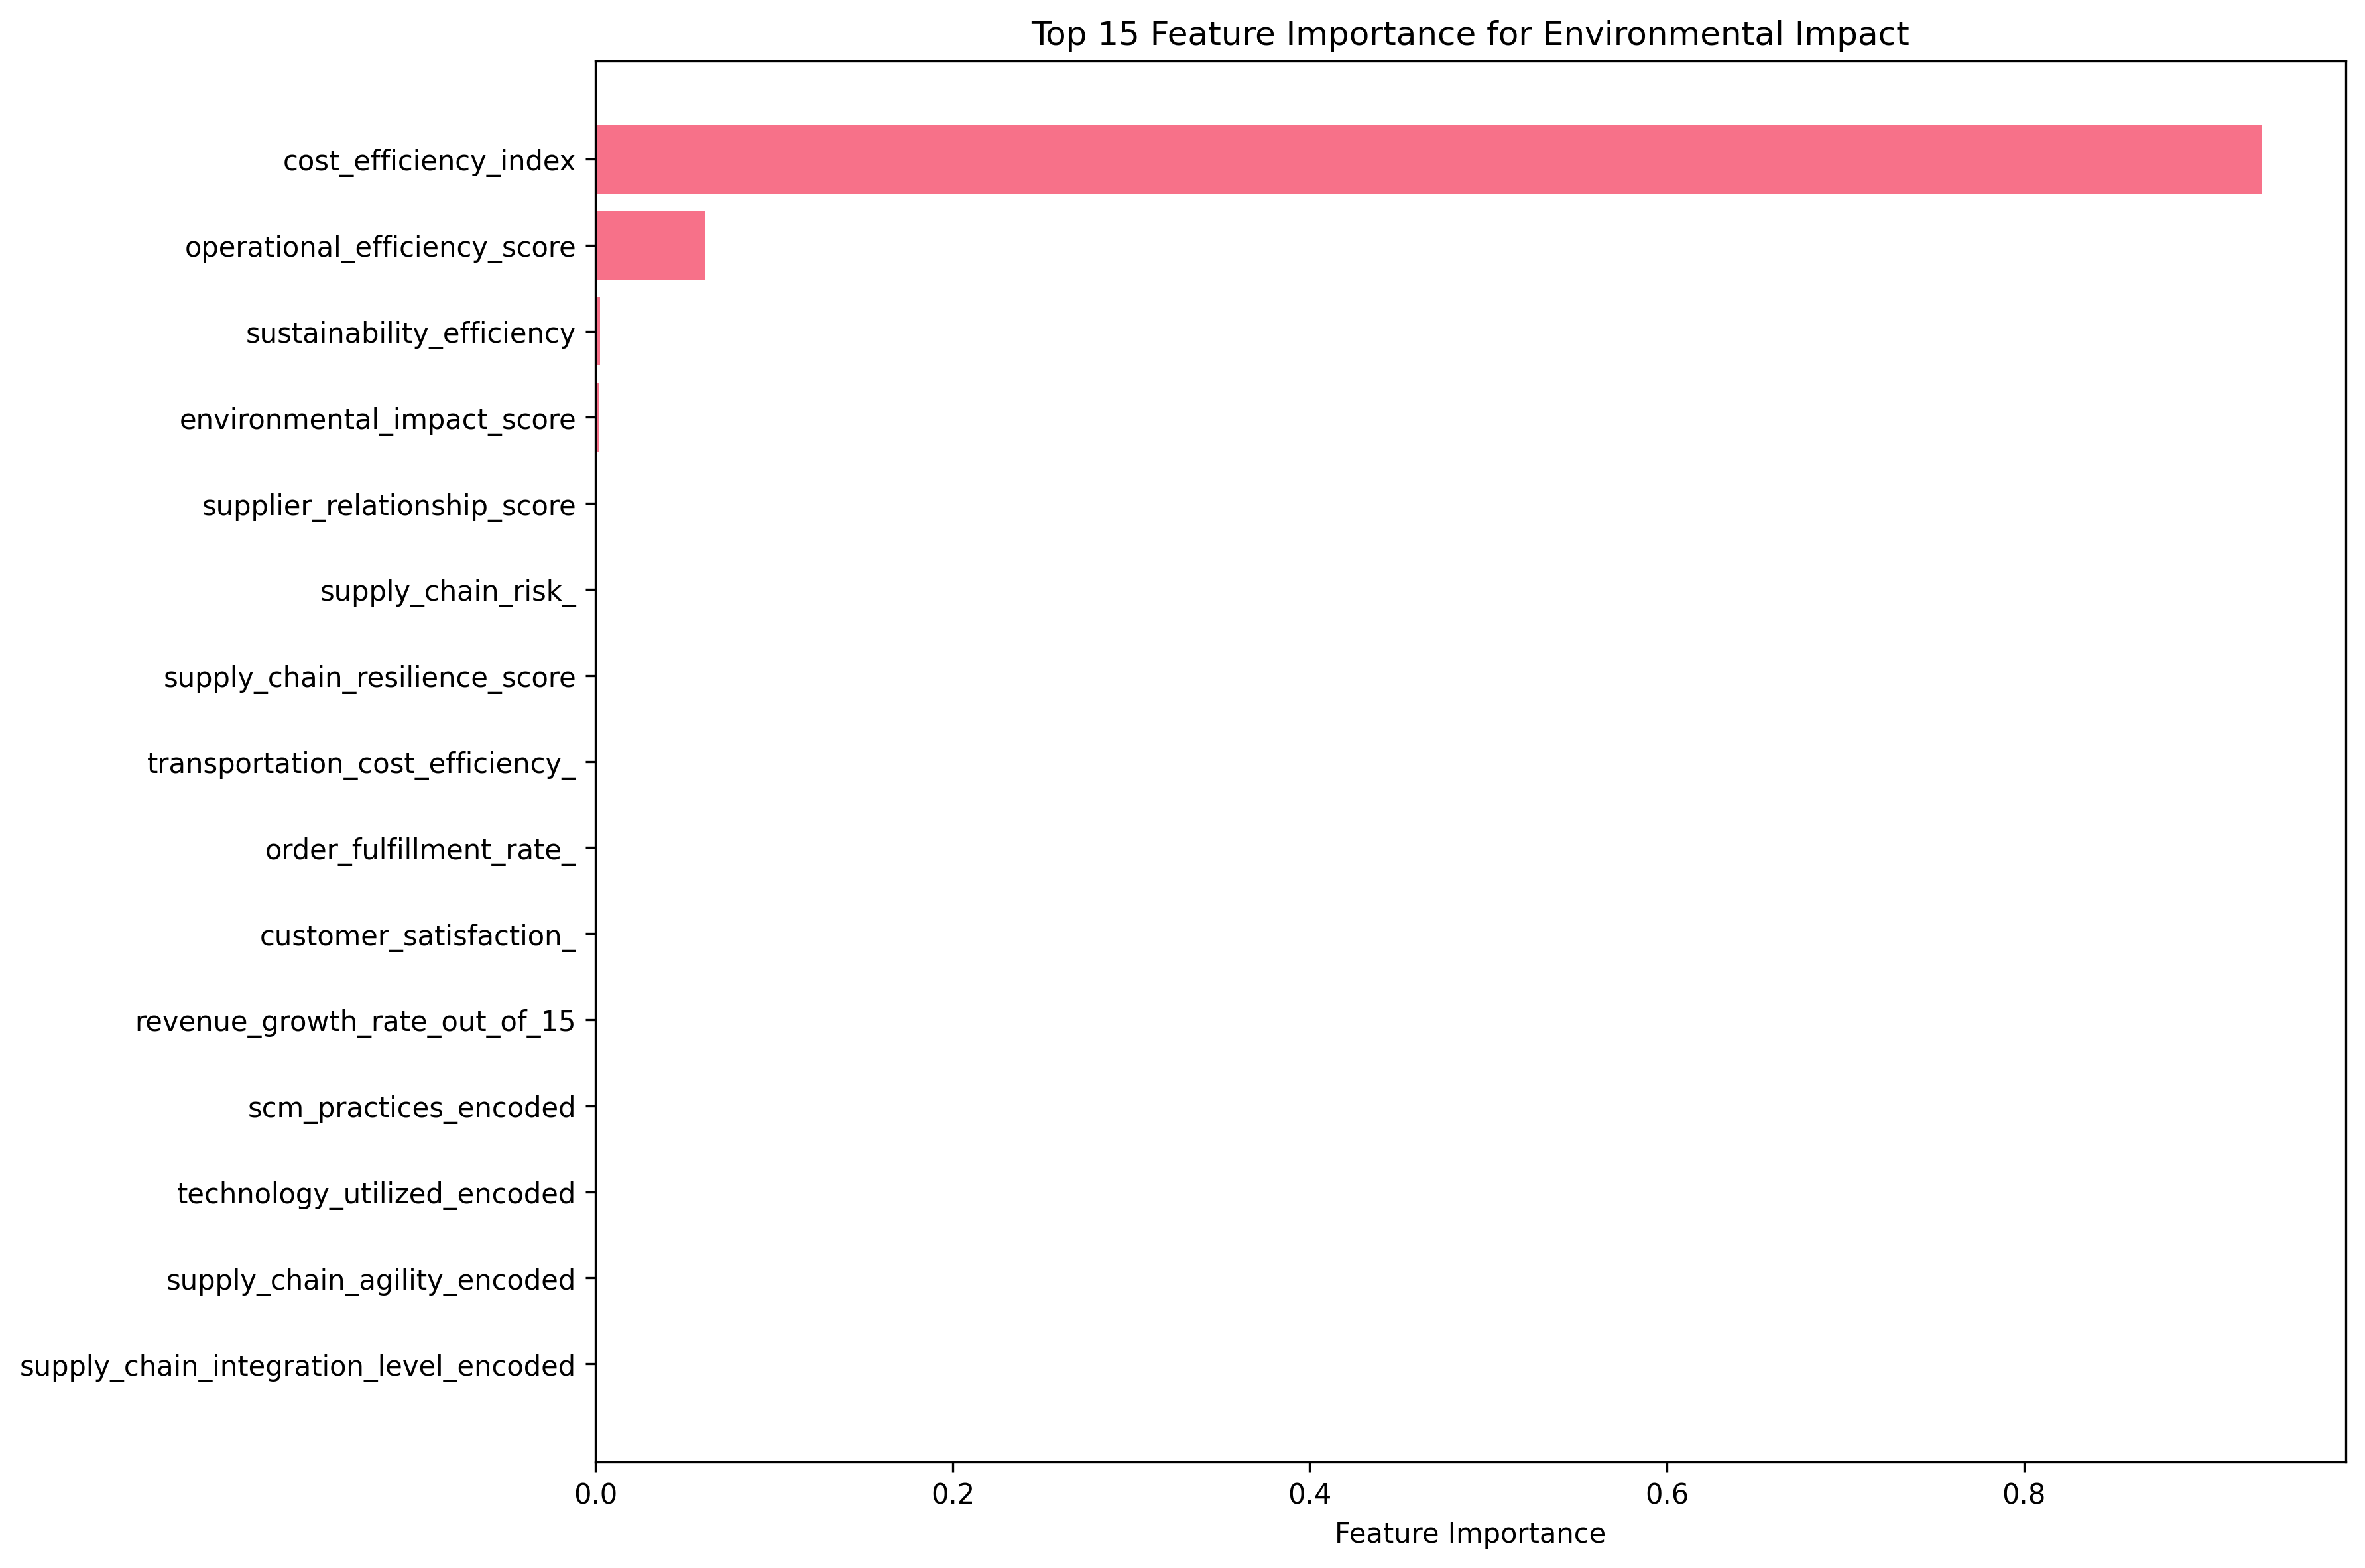 Top 15 Feature Importance for Environmental Impact
cost_efficiency_index
operational_efficiency_score
sustainability_efficiency
environmental_impact_score
supplier_relationship_score
supply_chain_risk_
supply_chain_resilience_score
transportation_cost_efficiency_
order_fulfillment_rate_
customer_satisfaction_
revenue_growth_rate_out_of_15
scm_practices_encoded
technology_utilized_encoded
supply_chain_agility_encoded
supply_chain_integration_level_encoded
0.0 0.2 0.4 0.6 0.8
Feature Importance